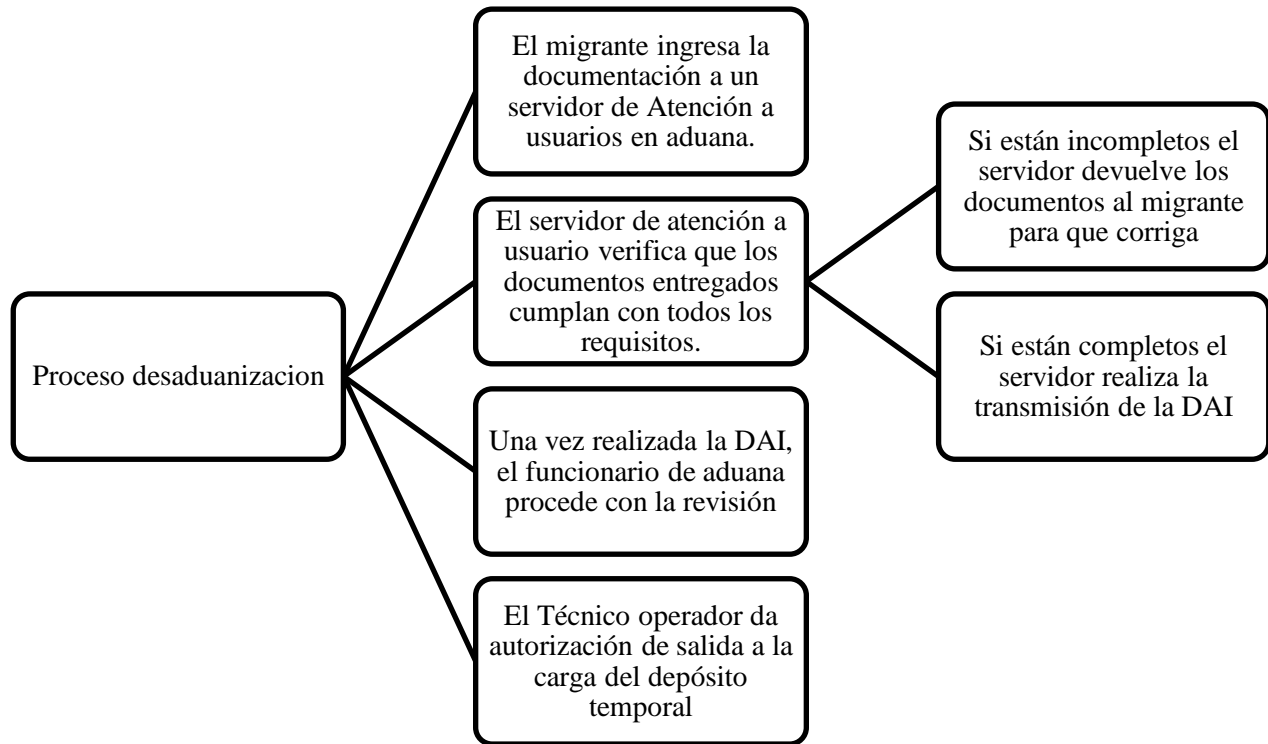 Proceso desaduanizacion
El migrante ingresa la
documentación a un
servidor de Atención a
usuarios en aduana.
El servidor de atención a
usuario verifica que los
documentos entregados
cumplan con todos los
requisitos.
Si están incompletos el
servidor devuelve los
documentos al migrante
para que corriga
Si están completos el
servidor realiza la
transmisión de la DAI
Una vez realizada la DAI,
el funcionario de aduana
procede con la revisión
El Técnico operador da
autorización de salida a la
carga del depósito
temporal